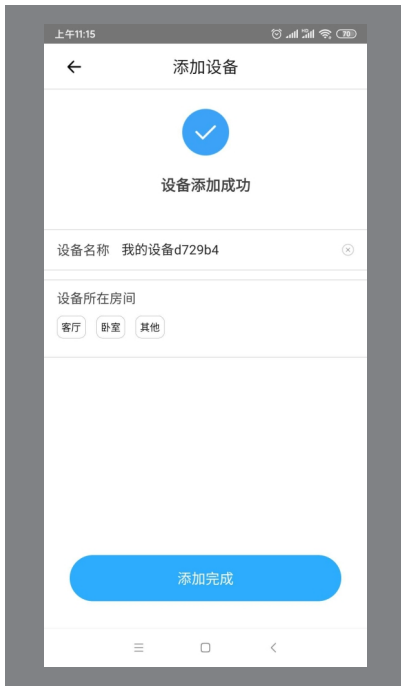 上午11:15
70
添加设备
设备添加成功
设备名称 我的设备d729b4
设备所在房间
客厅 卧室 其他
添加完成